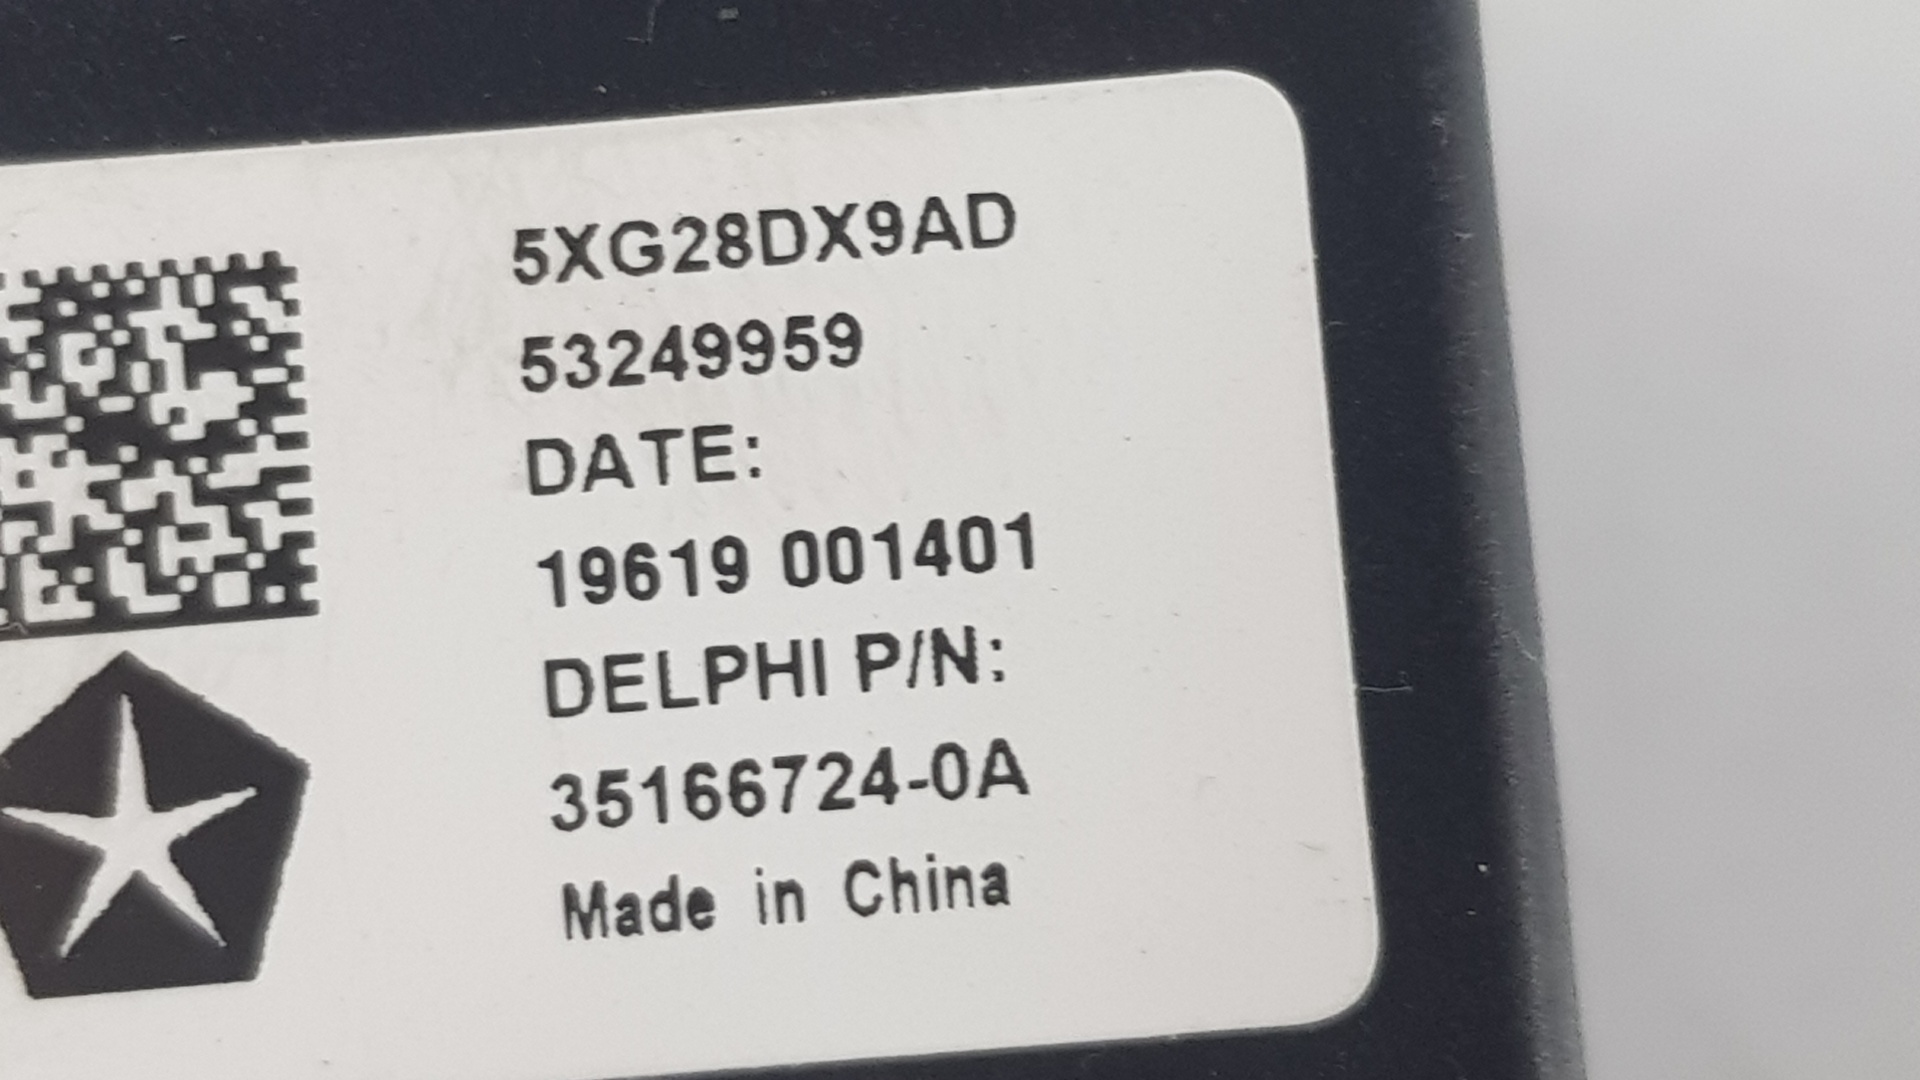 5XG28DX9AD
53249959
DATE:
19619 001401
DELPHI P/N:
35166724-0A
Made in China